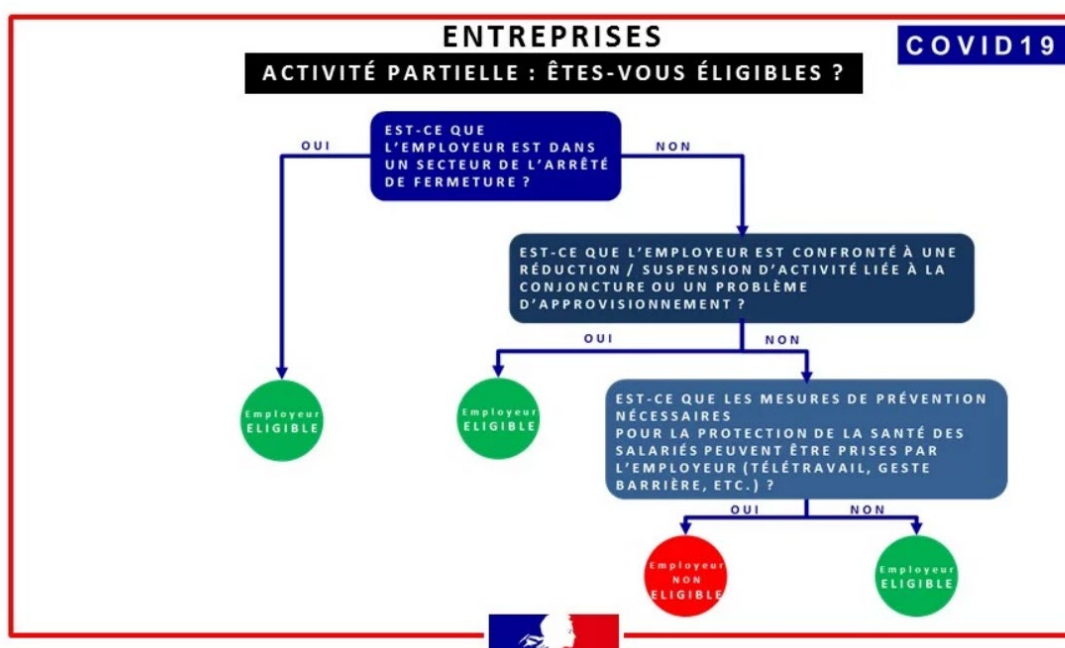 ENTREPRISES
COVID19
ACTIVITÉ PARTIELLE : ÊTES-VOUS ÉLIGIBLES ?
EST-CE QUE
L'EMPLOYEUR EST DANS
UN SECTEUR DE L'ARRÊTÉ
DE FERMETURE ?
OUI
NON
EST-CE QUE L'EMPLOYEUR EST CONFRONTÉ À UNE
RÉDUCTION / SUSPENSION D'ACTIVITÉ LIÉE À LA
CONJONCTURE OU UN PROBLÈME
D'APPROVISIONNEMENT ?
OUI
NON
Employeur
ELIGIBLE
Employeur
ELIGIBLE
EST-CE QUE LES MESURES DE PRÉVENTION
NÉCESSAIRES
POUR LA PROTECTION DE LA SANTÉ DES
SALARIÉS PEUVENT ÊTRE PRISES PAR
L'EMPLOYEUR (TÉLÉTRAVAIL, GESTE
BARRIÈRE, ETC.) ?
OUI
NON
Employeur
NON
ELIGIBLE
Employeur
ELIGIBLE